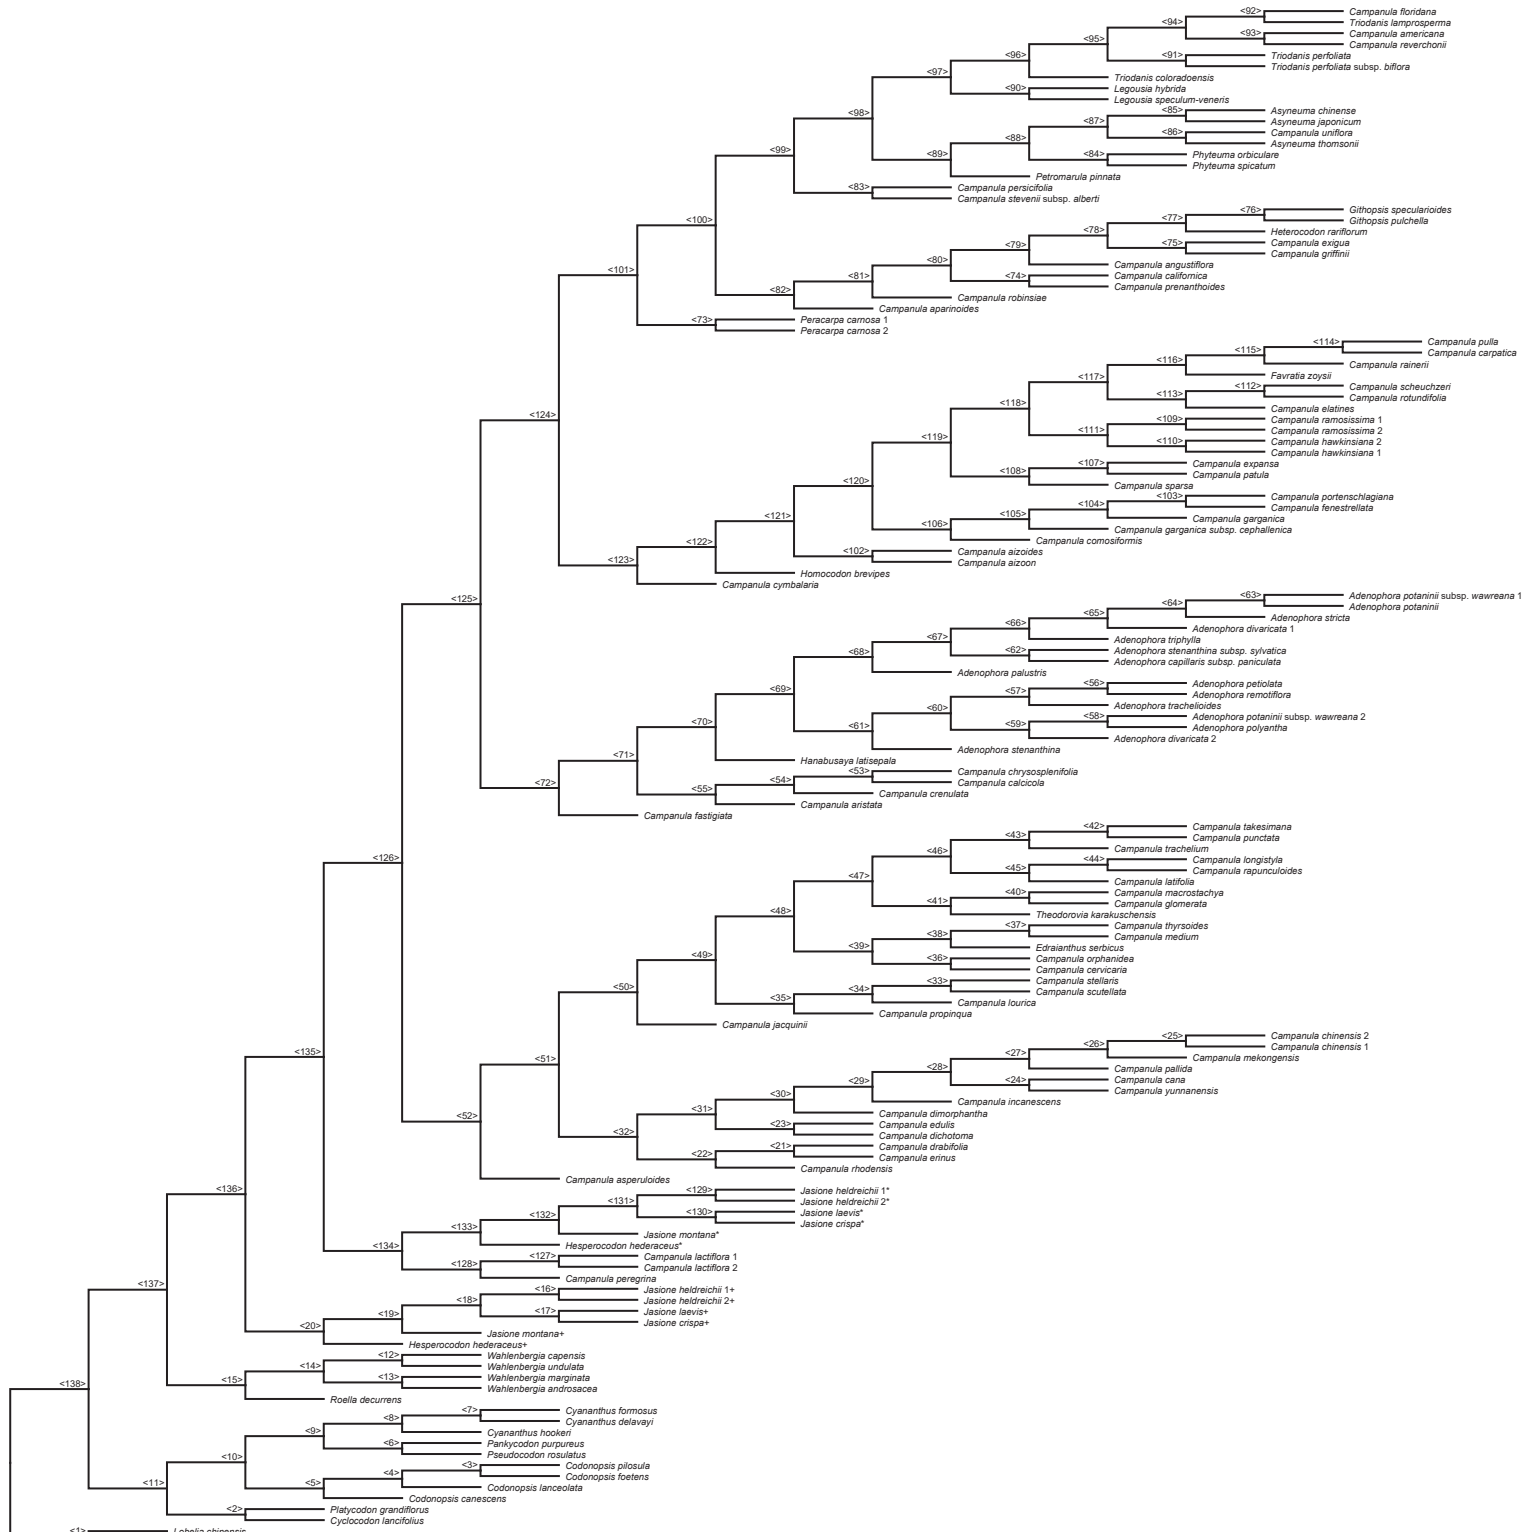 <92>
Campanula floridana
<94>
Triodanis lamprosperma
<95>
<93>
Campanula americana
Campanula reverchonii
<96>
<91>
Triodanis perfoliata
Triodanis perfoliata subsp. biflora
<97>
Triodanis coloradoensis
<90>
Legousia hybrida
Legousia speculum-veneris
<98>
<85>
Asyneuma chinense
<87>
Asyneuma japonicum
<88>
<86>
Campanula uniflora
Asyneuma thomsonii
<99>
<89>
<84>
Phyteuma orbiculare
Phyteuma spicatum
Petromarula pinnata
<83>
Campanula persicifolia
Campanula stevenii subsp. alberti
<100>
<76>
Githopsis specularioides
<77>
Githopsis pulchella
<78>
Heterocodon rariflorum
<79>
<75>
Campanula exigua
Campanula griffinii
<80>
Campanula angustiflora
<101>
<81>
<74>
Campanula californica
Campanula prenanthoides
<82>
Campanula robinsiae
Campanula aparinoides
<73>
Peracarpa carnosa 1
Peracarpa carnosa 2
<114>
Campanula pulla
<115>
Campanula carpatica
<116>
Campanula rainerii
<117>
Favratia zoysii
<112>
Campanula scheuchzeri
<113>
Campanula rotundifolia
<118>
Campanula elatines
<124>
<109>
Campanula ramosissima 1
<111>
Campanula ramosissima 2
<119>
<110>
Campanula hawkinsiana 2
Campanula hawkinsiana 1
<107>
Campanula expansa
<108>
Campanula patula
<120>
Campanula sparsa
<103>
Campanula portenschlagiana
<104>
Campanula fenestrellata
<121>
<105>
Campanula garganica
<106>
Campanula garganica subsp. cephallenica
<122>
Campanula comosiformis
<102>
Campanula aizoides
<123>
Campanula aizoon
Homocodon brevipes
Campanula cymbalaria
<125>
<63>
Adenophora potaninii subsp. wawreana 1
<64>
Adenophora potaninii
<65>
Adenophora stricta
<66>
Adenophora divaricata 1
<67>
Adenophora triphylla
<62>
Adenophora stenanthina subsp. sylvatica
<68>
Adenophora capillaris subsp. paniculata
Adenophora palustris
<69>
<56>
Adenophora petiolata
<57>
Adenophora remotiflora
<60>
Adenophora trachelioides
<58>
Adenophora potaninii subsp. wawreana 2
<70>
<61>
<59>
Adenophora polyantha
Adenophora divaricata 2
Adenophora stenanthina
<71>
Hanabusaya latisepala
<53>
Campanula chrysosplenifolia
<72>
<54>
Campanula calcicola
<55>
Campanula crenulata
Campanula aristata
Campanula fastigiata
<42>
Campanula takesimana
<43>
Campanula punctata
<46>
Campanula trachelium
<126>
<44>
Campanula longistyla
<45>
Campanula rapunculoides
<47>
Campanula latifolia
<40>
Campanula macrostachya
<41>
Campanula glomerata
<48>
Theodorovia karakuschensis
<37>
Campanula thyrsoides
<38>
Campanula medium
<39>
Edraianthus serbicus
<49>
<36>
Campanula orphanidea
Campanula cervicaria
<33>
Campanula stellaris
<50>
<34>
Campanula scutellata
<35>
Campanula lourica
Campanula propinqua
Campanula jacquinii
<25>
Campanula chinensis 2
<26>
Campanula chinensis 1
<135>
<27>
Campanula mekongensis
<51>
<28>
Campanula pallida
<29>
<24>
Campanula cana
Campanula yunnanensis
<30>
Campanula incanescens
<31>
Campanula dimorphantha
<52>
<23>
Campanula edulis
<32>
Campanula dichotoma
<21>
Campanula drabifolia
<22>
Campanula erinus
Campanula rhodensis
Campanula asperuloides
<136>
<129>
Jasione heldreichii 1*
<131>
Jasione heldreichii 2*
<132>
<130>
Jasione laevis*
Jasione crispa*
<133>
Jasione montana*
<134>
Hesperocodon hederaceus*
<127>
Campanula lactiflora 1
<128>
Campanula lactiflora 2
Campanula peregrina
<137>
<16>
Jasione heldreichii 1+
<18>
Jasione heldreichii 2+
<19>
<17>
Jasione laevis+
Jasione crispa+
<20>
Jasione montana+
Hesperocodon hederaceus+
<12>
Wahlenbergia capensis
<14>
Wahlenbergia undulata
<15>
<13>
Wahlenbergia marginata
<138>
Wahlenbergia androsacea
Roella decurrens
<7>
Cyananthus formosus
<8>
Cyananthus delavayi
<9>
Cyananthus hookeri
<6>
Pankycodon purpureus
<10>
Pseudocodon rosulatus
<3>
Codonopsis pilosula
<4>
Codonopsis foetens
<11>
<5>
Codonopsis lanceolata
Codonopsis canescens
<2>
Platycodon grandiflorus
Cyclocodon lancifolius
<1>
Lobelia chinensis